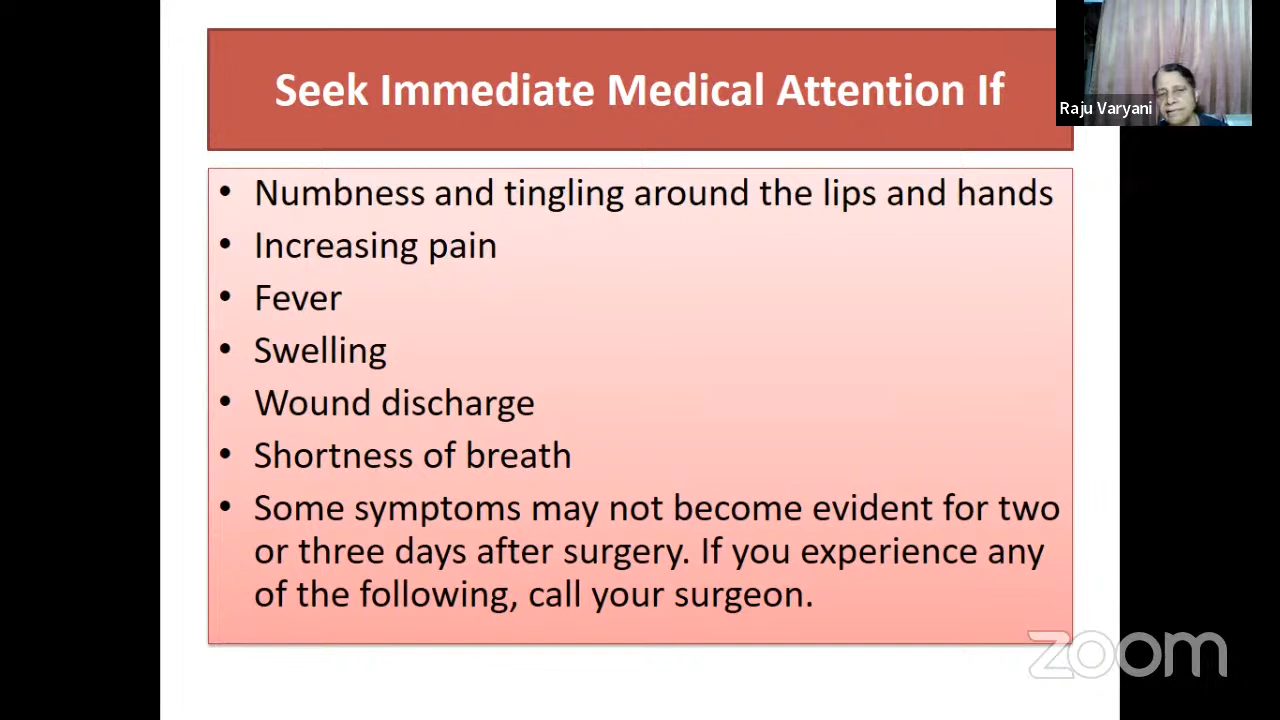 Seek Immediate Medical Attention If
Raju Varyani
• Numbness and tingling around the lips and hands
• Increasing pain
• Fever
• Swelling
• Wound discharge
• Shortness of breath
• Some symptoms may not become evident for two
or three days after surgery. If you experience any
of the following, call your surgeon.
zoom